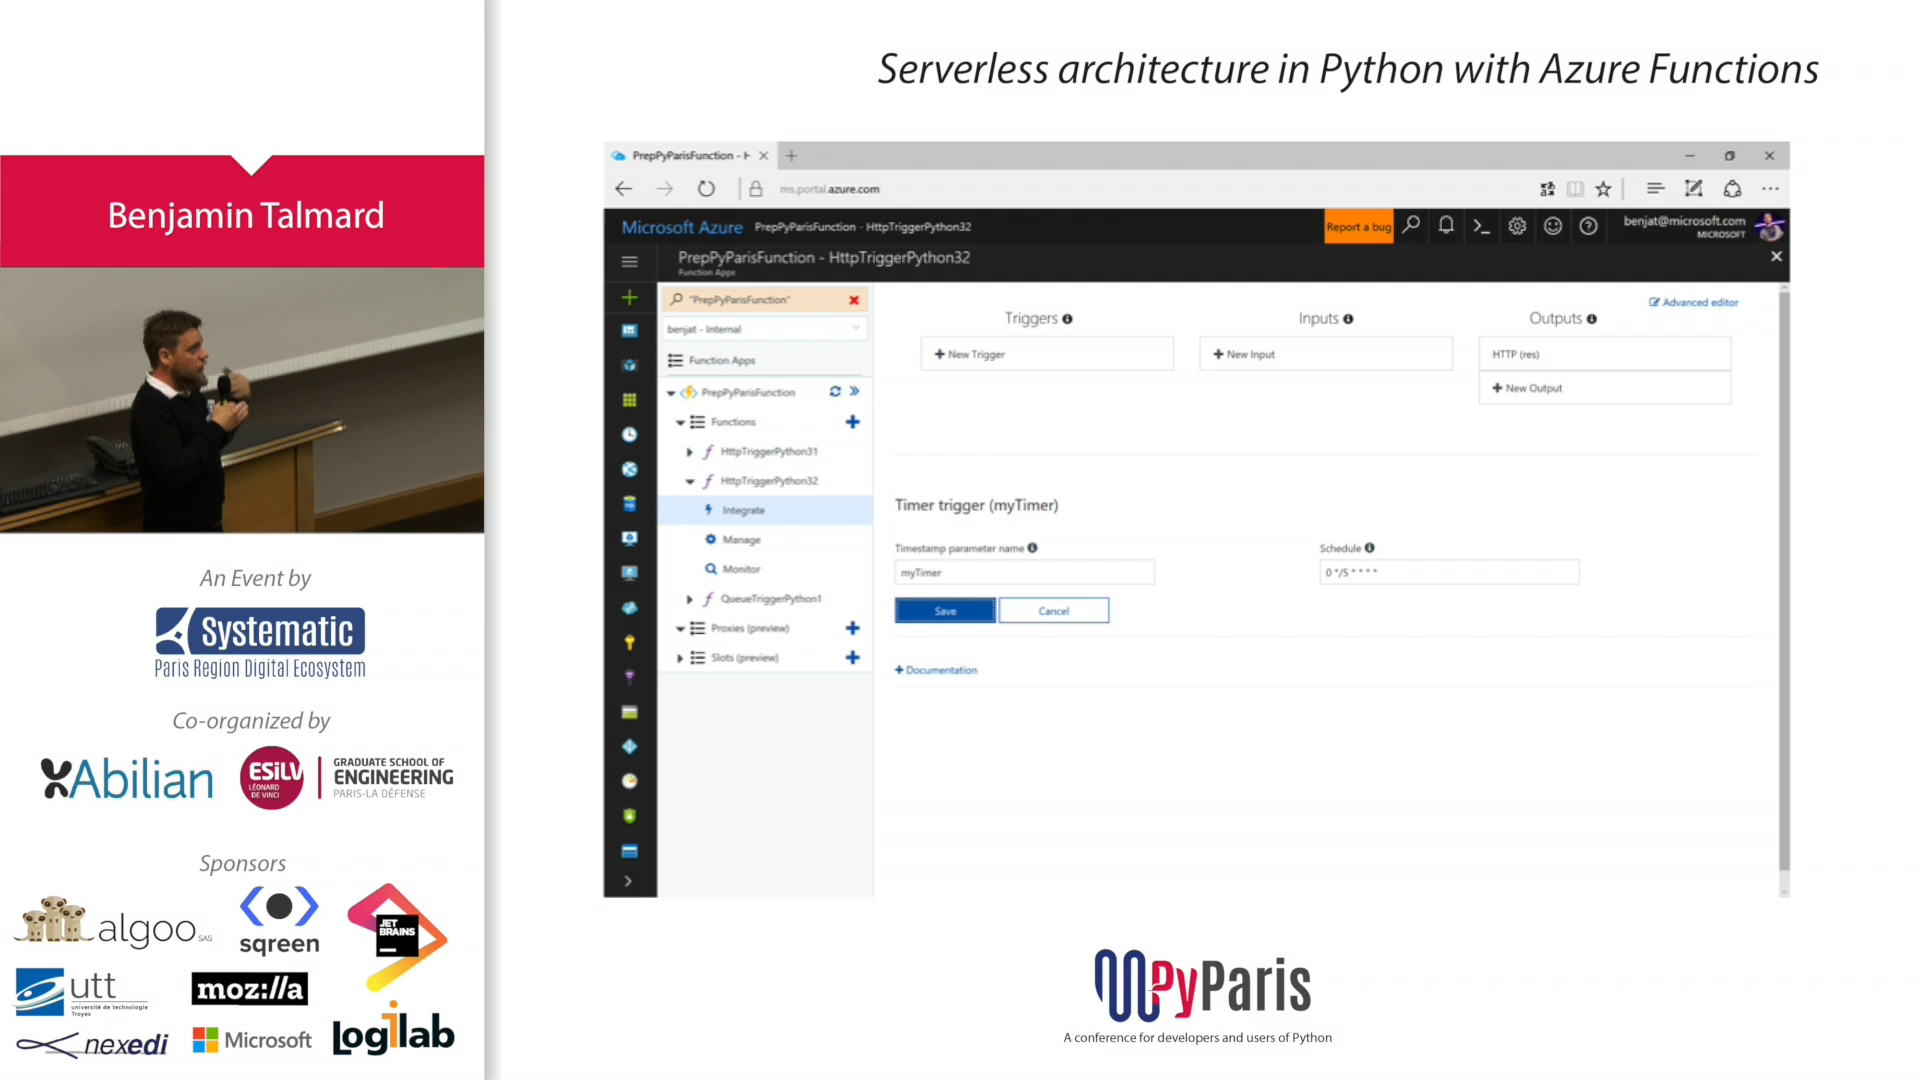 Serverless architecture in Python with Azure Functions
Benjamin Talmard
An Event by
Systematic
Paris Region Digital Ecosystem
Co-organized by
Abilian
ESILV
LÉONARD
DE VINCI
GRADUATE SCHOOL OF
ENGINEERING
PARIS-LA DÉFENSE
Sponsors
algoo SAS
sqreen
JET
BRAINS
utt
université de technologie
Troyes
moz://a
nexedi
Microsoft
logilab
PrepPyParisFunction - H
ms.portal.azure.com
Microsoft Azure PrepPyParisFunction - HttpTriggerPython32
Report a bug
benjat@microsoft.com
MICROSOFT
PrepPyParisFunction - HttpTriggerPython32
Function Apps
"PrepPyParisFunction"
benjat - Internal
Function Apps
PrepPyParisFunction
Functions
HttpTriggerPython31
HttpTriggerPython32
Integrate
Manage
Monitor
QueueTriggerPython1
Proxies (preview)
Slots (preview)
Advanced editor
Triggers
New Trigger
Inputs
New Input
Outputs
HTTP (res)
New Output
Timer trigger (myTimer)
Timestamp parameter name
myTimer
Schedule
0 */5 * * * *
Save
Cancel
Documentation
PyParis
A conference for developers and users of Python